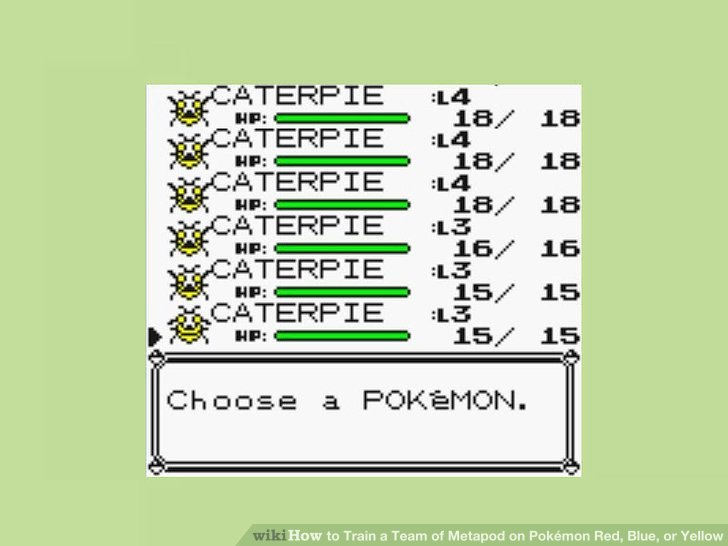 CATERPIE :L4
HP: 18/ 18
CATERPIE :L4
HP: 18/ 18
CATERPIE :L4
HP: 18/ 18
CATERPIE :L3
HP: 16/ 16
CATERPIE :L3
HP: 15/ 15
CATERPIE :L3
HP: 15/ 15
Choose a POKéMON.
wikiHow to Train a Team of Metapod on Pokémon Red, Blue, or Yellow